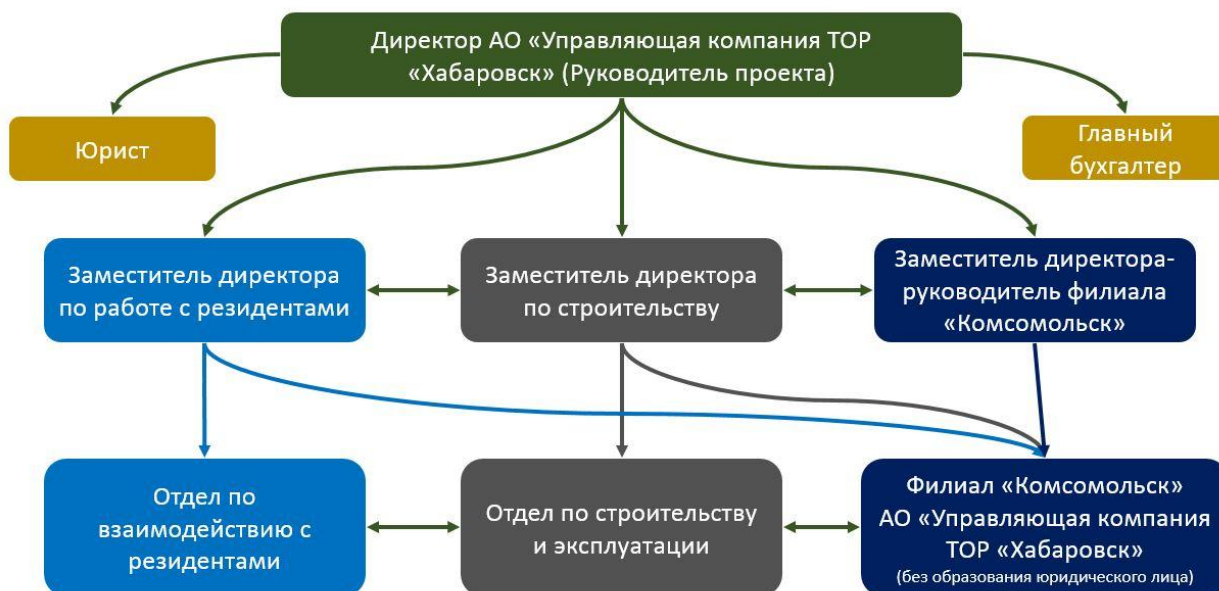 Директор АО «Управляющая компания ТОР
«Хабаровск» (Руководитель проекта)
Юрист
Главный
бухгалтер
Заместитель директора
по работе с резидентами
Заместитель директора
по строительству
Заместитель директора-
руководитель филиала
«Комсомольск»
Отдел по
взаимодействию с
резидентами
Отдел по строительству
и эксплуатации
Филиал «Комсомольск»
АО «Управляющая компания
ТОР «Хабаровск»
(без образования юридического лица)